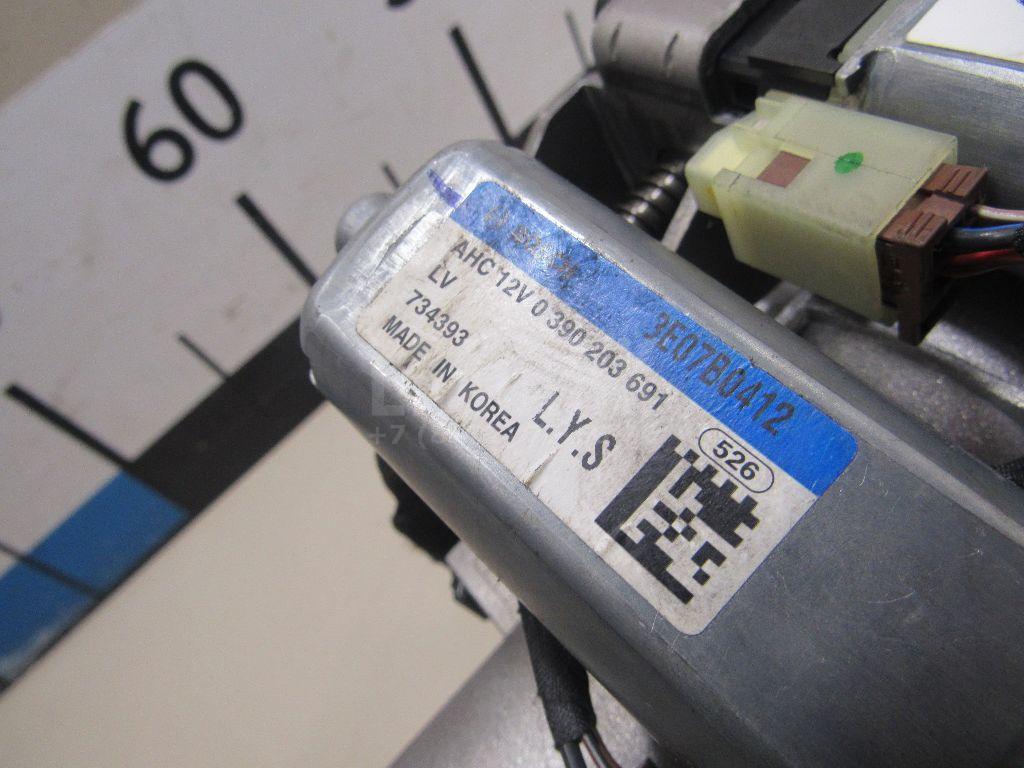 60
3E07B0412
AHC 12V 0 390 203 691
LV
734393
MADE IN KOREA
L.Y.S
526